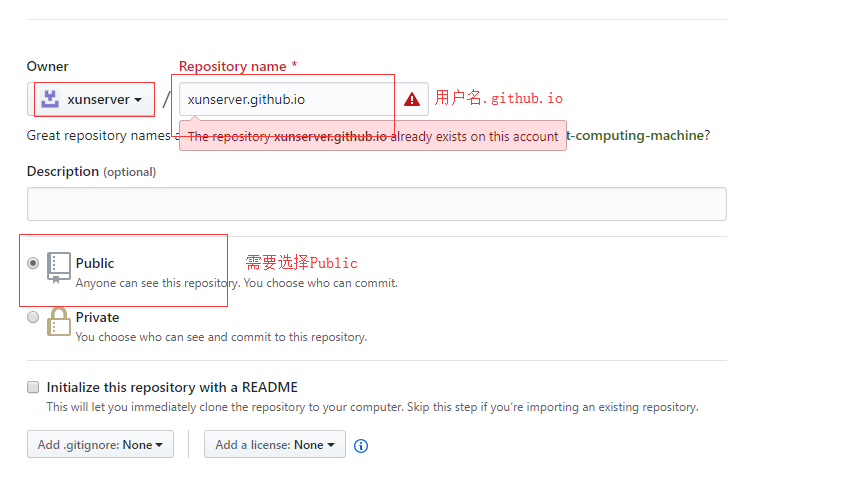 Owner
Repository name *
xunserver
/
xunserver.github.io
用户名.github.io
Great repository names a
t-computing-machine?
The repository xunserver.github.io already exists on this account
Description (optional)
Public
需要选择Public
Anyone can see this repository. You choose who can commit.
Private
You choose who can see and commit to this repository.
Initialize this repository with a README
This will let you immediately clone the repository to your computer. Skip this step if you're importing an existing repository.
Add .gitignore: None
Add a license: None